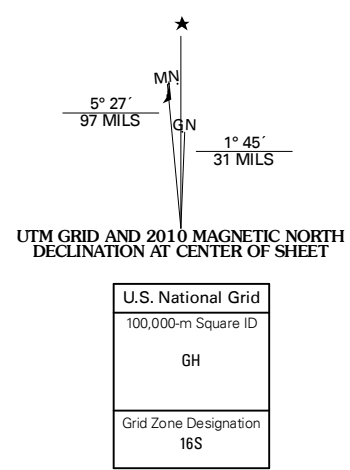 ★
MN
5° 27´
97 MILS
GN
1° 45´
31 MILS
UTM GRID AND 2010 MAGNETIC NORTH
DECLINATION AT CENTER OF SHEET
U.S. National Grid
100,000-m Square ID
GH
Grid Zone Designation
16S